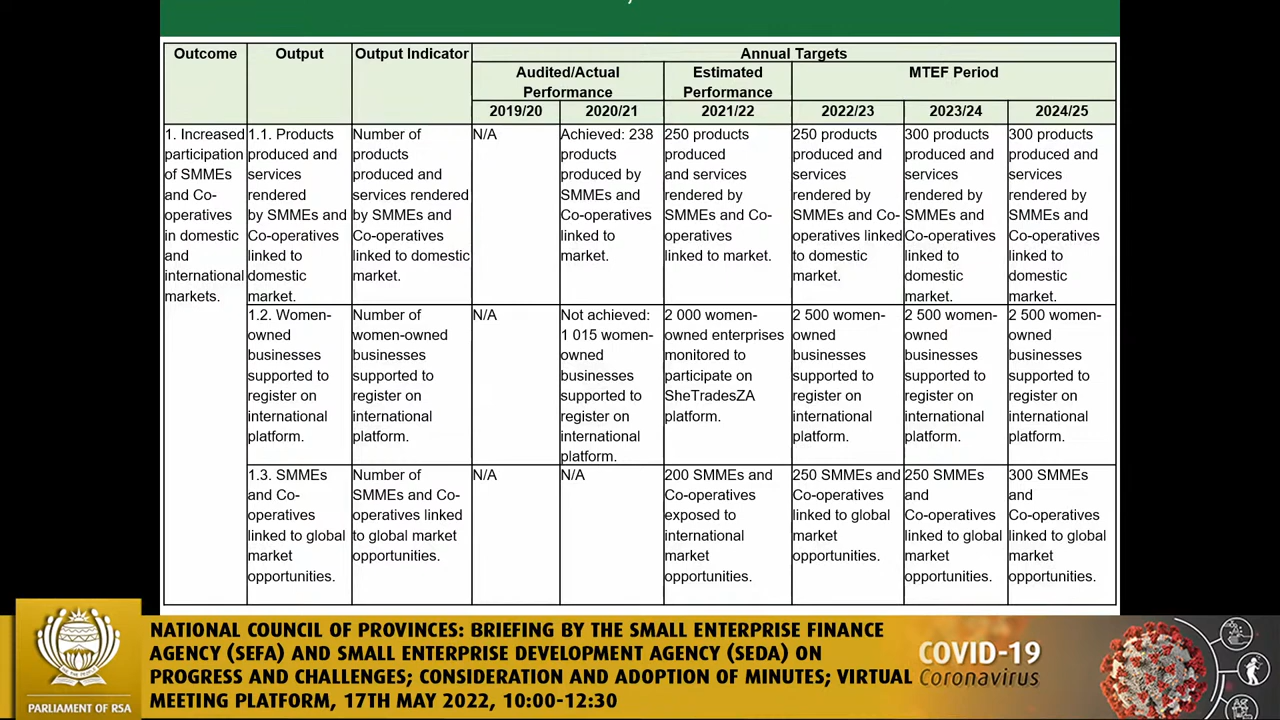 Outcome Output Output Indicator Annual Targets
Audited/Actual Performance Estimated Performance MTEF Period
2019/20 2020/21 2021/22 2022/23 2023/24 2024/25
1. Increased participation of SMMEs and Co-operatives in domestic and international markets.
1.1. Products produced and services rendered by SMMEs and Co-operatives linked to domestic market.
Number of products produced and services rendered by SMMEs and Co-operatives linked to domestic market.
N/A
Achieved: 238 products produced by SMMEs and Co-operatives linked to market.
250 products produced and services rendered by SMMEs and Co-operatives linked to market.
250 products produced and services rendered by SMMEs and Co-operatives linked to domestic market.
300 products produced and services rendered by SMMEs and Co-operatives linked to domestic market.
300 products produced and services rendered by SMMEs and Co-operatives linked to domestic market.
1.2. Women-owned businesses supported to register on international platform.
Number of women-owned businesses supported to register on international platform.
N/A
Not achieved: 1 015 women-owned businesses supported to register on international platform.
2 000 women-owned enterprises monitored to participate on SheTradesZA platform.
2 500 women-owned businesses supported to register on international platform.
2 500 women-owned businesses supported to register on international platform.
2 500 women-owned businesses supported to register on international platform.
1.3. SMMEs and Co-operatives linked to global market opportunities.
Number of SMMEs and Co-operatives linked to global market opportunities.
N/A
N/A
200 SMMEs and Co-operatives exposed to international market opportunities.
250 SMMEs and Co-operatives linked to global market opportunities.
250 SMMEs and Co-operatives linked to global market opportunities.
300 SMMEs and Co-operatives linked to global market opportunities.
NATIONAL COUNCIL OF PROVINCES: BRIEFING BY THE SMALL ENTERPRISE FINANCE
AGENCY (SEFA) AND SMALL ENTERPRISE DEVELOPMENT AGENCY (SEDA) ON
PROGRESS AND CHALLENGES; CONSIDERATION AND ADOPTION OF MINUTES; VIRTUAL
MEETING PLATFORM, 17TH MAY 2022, 10:00-12:30
PARLIAMENT OF RSA
COVID-19
Coronavirus